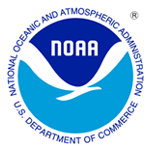 NATIONAL OCEANIC AND ATMOSPHERIC ADMINISTRATION
®
NOAA
U.S. DEPARTMENT OF COMMERCE